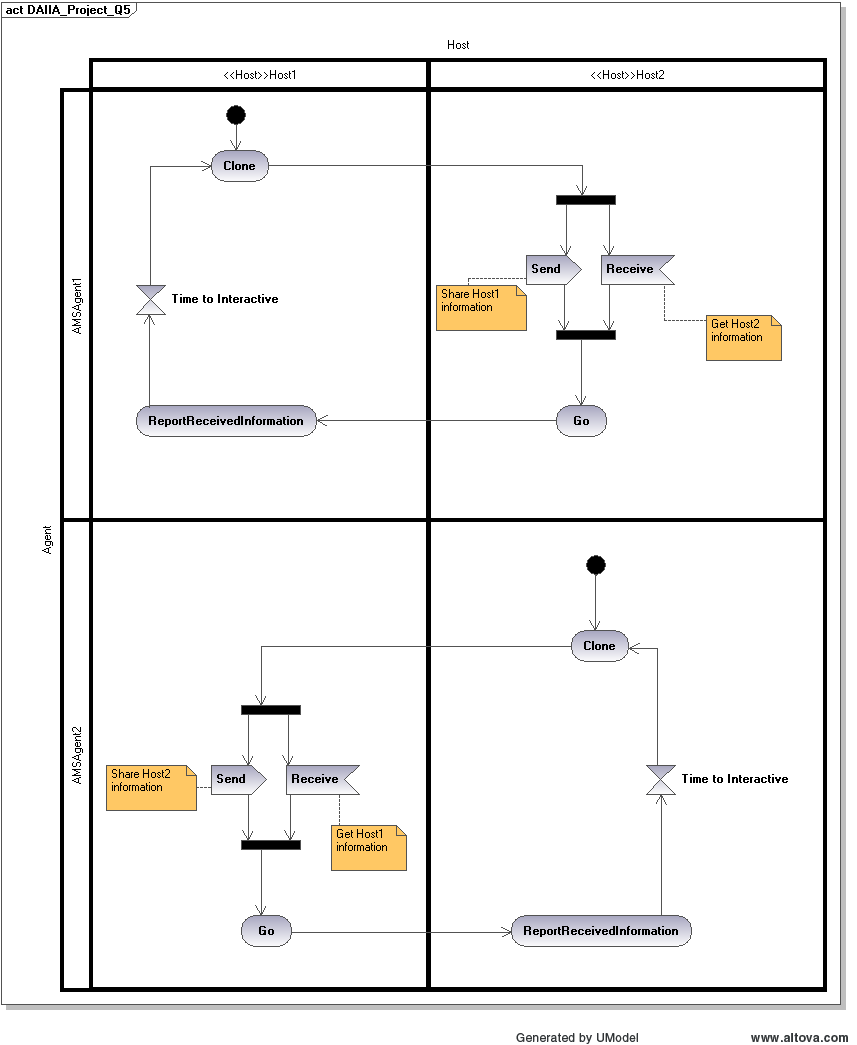 act DAIIA_Project_Q5
Host
<<Host>>Host1
<<Host>>Host2
Agent
AMSAgent1
Clone
Send
Receive
Share Host1
information
Get Host2
information
Time to Interactive
ReportReceivedInformation
Go
AMSAgent2
Clone
Share Host2
information
Send
Receive
Get Host1
information
Time to Interactive
Go
ReportReceivedInformation
Generated by UModel
www.altova.com